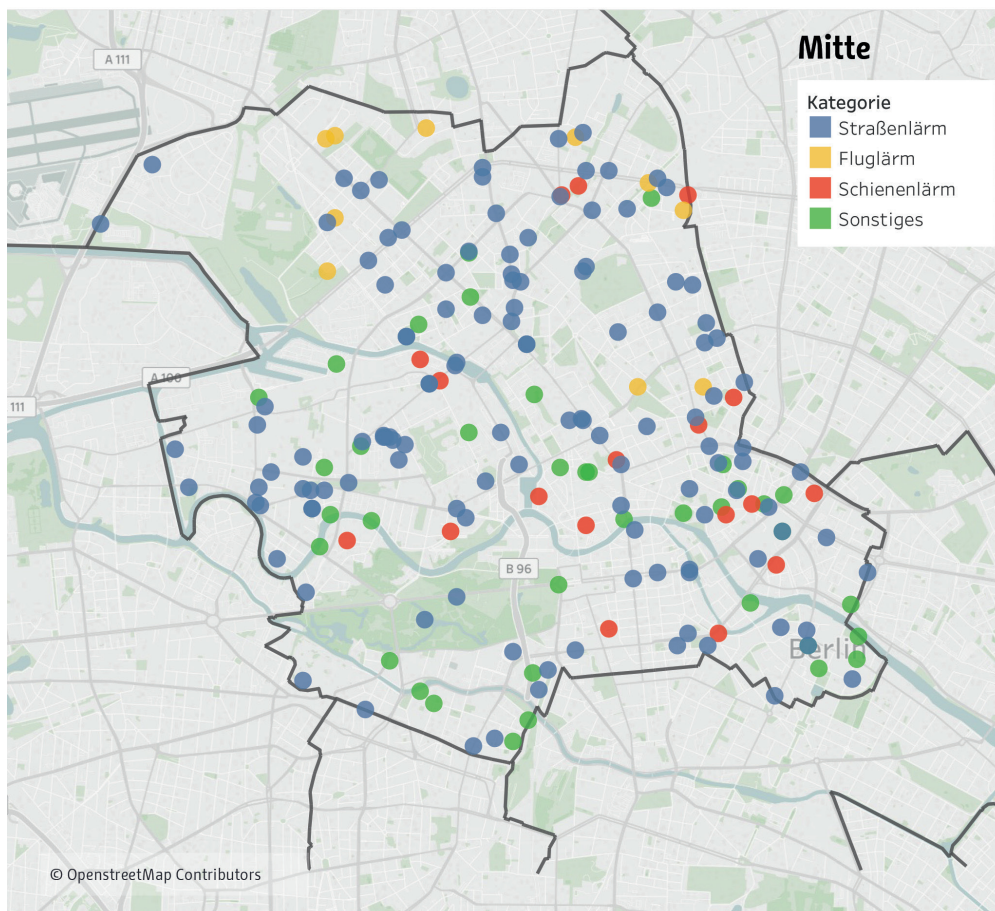 Mitte
A 111
Kategorie
Straßenlärm
Fluglärm
Schienenlärm
Sonstiges
A 100
111
B 96
Berlin
© OpenstreetMap Contributors